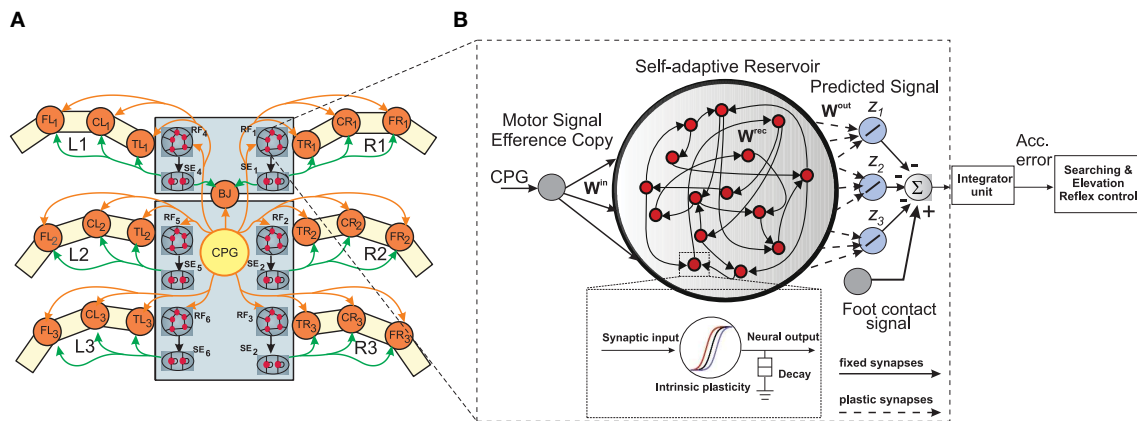 A
FL1 CL1 TL1 L1 RF4 SE4 RF1 SE1 TR1 CR1 FR1 R1
BJ
FL2 CL2 TL2 L2 RF5 SE5 CPG RF2 SE2 TR2 CR2 FR2 R2
FL3 CL3 TL3 L3 RF6 SE6 RF3 SE2 TR3 CR3 FR3 R3
B
Self-adaptive Reservoir
Predicted Signal
Motor Signal
Efference Copy
CPG
W^in
W^rec
W^out
z1
z2
z3
-
-
-
+
Σ
Foot contact
signal
Integrator
unit
Acc.
error
Searching &
Elevation
Reflex control
Synaptic input
Neural output
Intrinsic plasticity
Decay
fixed synapses
plastic synapses